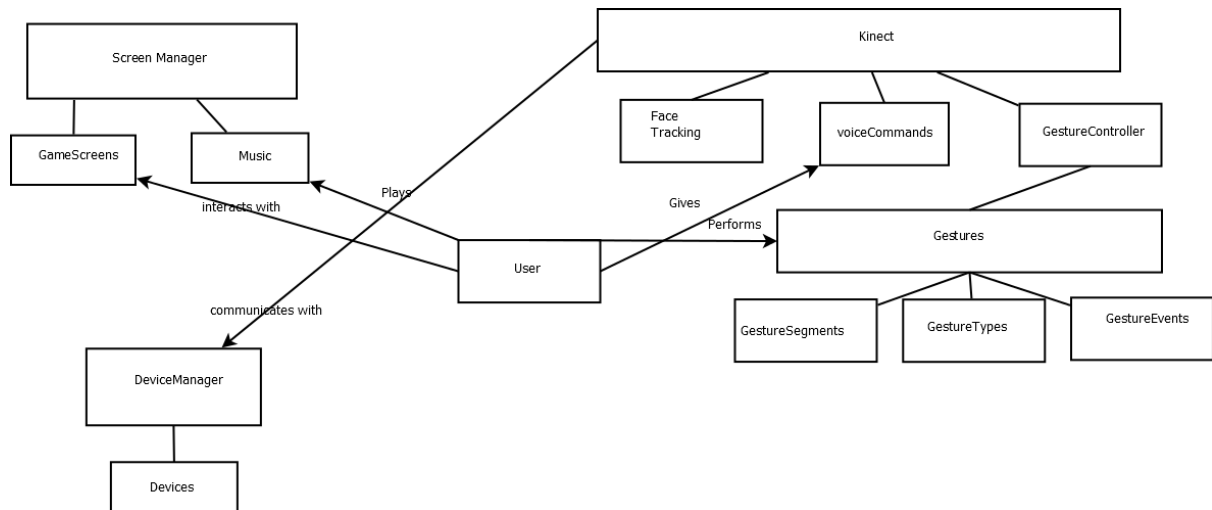 Kinect
Screen Manager
Face
Tracking
voiceCommands
GestureController
GameScreens
Music
Plays
interacts with
Gives
Performs
Gestures
User
communicates with
GestureSegments
GestureTypes
GestureEvents
DeviceManager
Devices